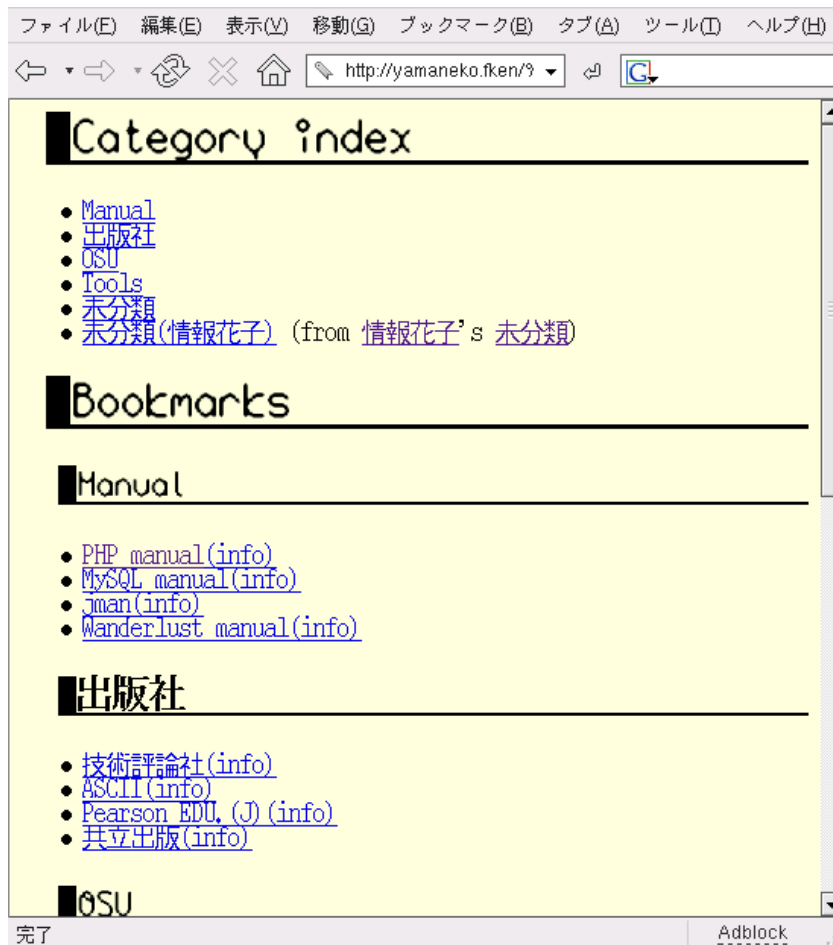 ファイル(F) 編集(E) 表示(V) 移動(G) ブックマーク(B) タブ(A) ツール(T) ヘルプ(H)
http://yamaneko.fken/9
Category index
Manual
出版社
OSU
Tools
未分類
未分類(情報花子) (from 情報花子's 未分類)
Bookmarks
Manual
PHP manual(info)
MySQL manual(info)
jman(info)
Wanderlust manual(info)
出版社
技術評論社(info)
ASCII(info)
Pearson EDU.(J)(info)
共立出版(info)
OSU
完了 Adblock